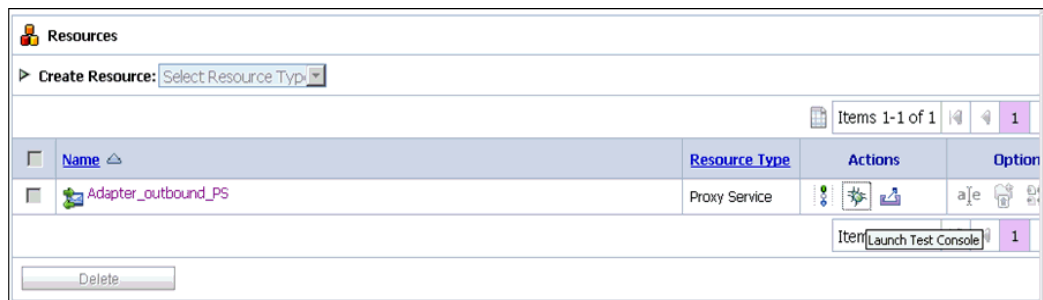 Resources
Create Resource: Select Resource Typ
Items 1-1 of 1 1
Name Resource Type Actions Option
Adapter_outbound_PS Proxy Service
Item Launch Test Console 1
Delete